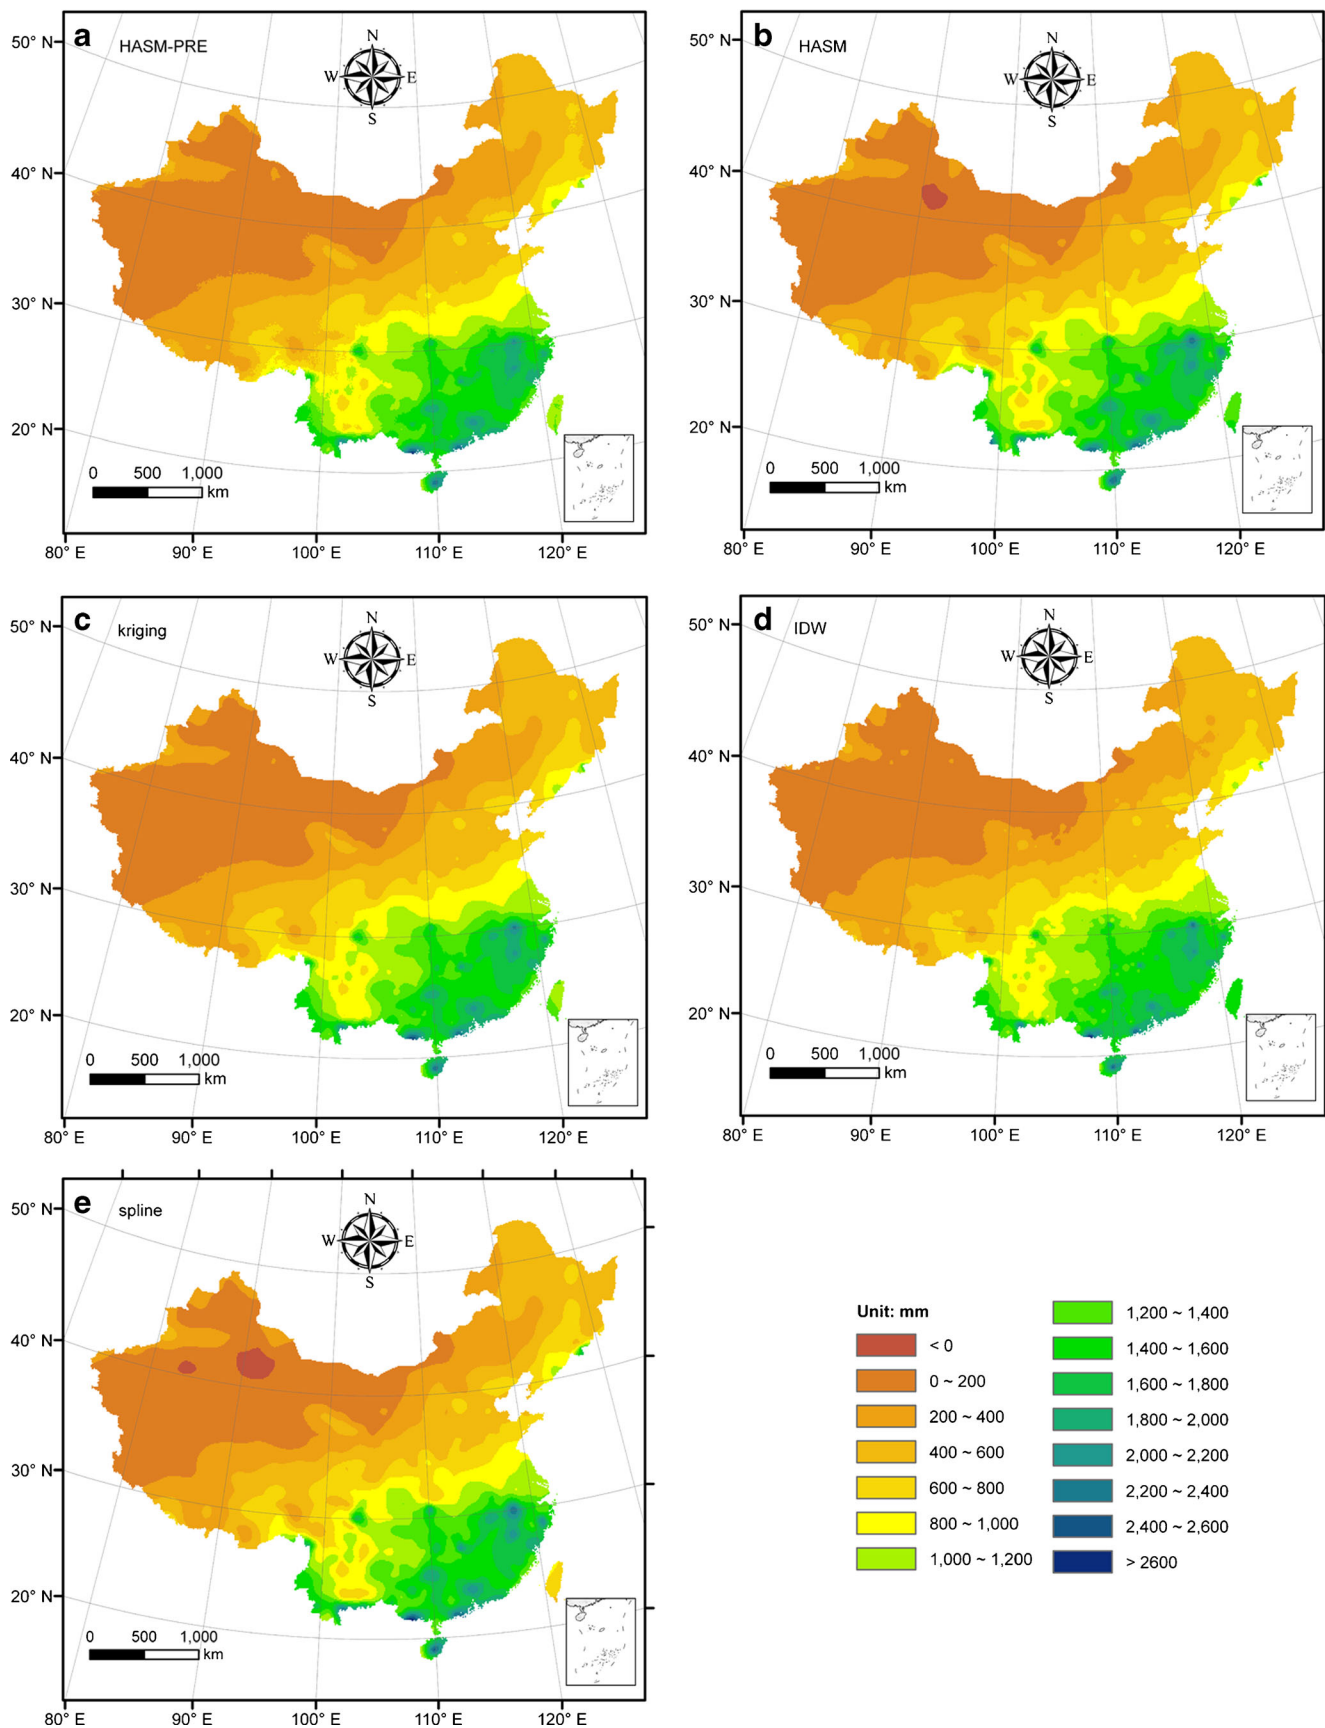 a
HASM-PRE
N
W E
S
50° N
40° N
30° N
20° N
0 500 1,000
km
80° E 90° E 100° E 110° E 120° E
b
HASM
N
W E
S
50° N
40° N
30° N
20° N
0 500 1,000
km
80° E 90° E 100° E 110° E 120° E
c
kriging
N
W E
S
50° N
40° N
30° N
20° N
0 500 1,000
km
80° E 90° E 100° E 110° E 120° E
d
IDW
N
W E
S
50° N
40° N
30° N
20° N
0 500 1,000
km
80° E 90° E 100° E 110° E 120° E
e
spline
N
W E
S
50° N
40° N
30° N
20° N
0 500 1,000
km
80° E 90° E 100° E 110° E 120° E
Unit: mm
< 0
0 ~ 200
200 ~ 400
400 ~ 600
600 ~ 800
800 ~ 1,000
1,000 ~ 1,200
1,200 ~ 1,400
1,400 ~ 1,600
1,600 ~ 1,800
1,800 ~ 2,000
2,000 ~ 2,200
2,200 ~ 2,400
2,400 ~ 2,600
> 2600